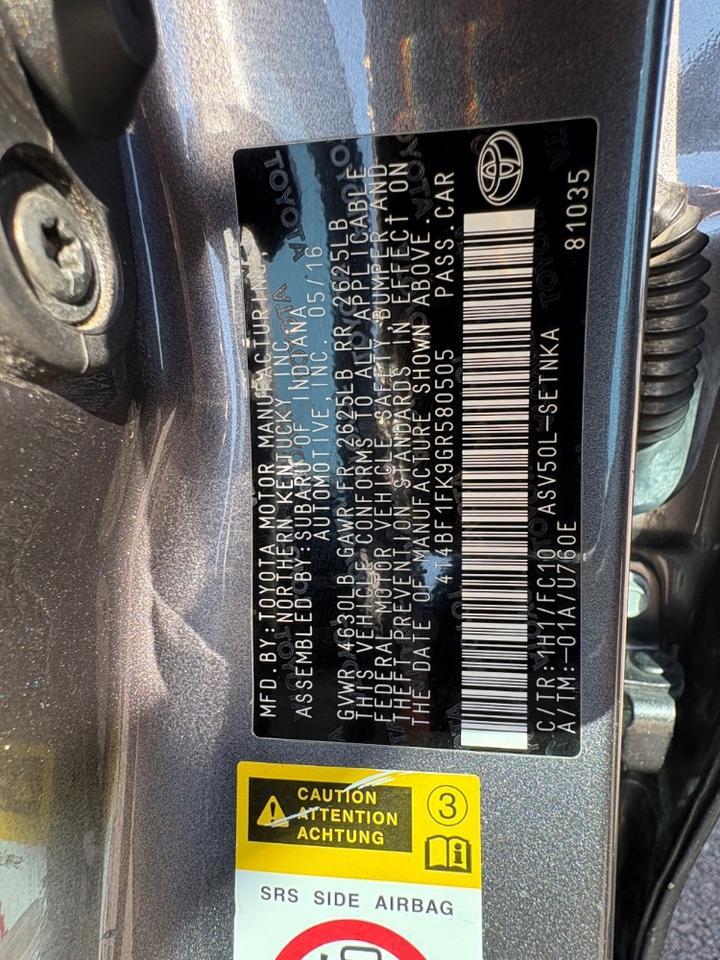 MFD. BY: TOYOTA MOTOR MANUFACTURING,
NORTHERN KENTUCKY INC.
ASSEMBLED BY: SUBARU OF INDIANA
AUTOMOTIVE, INC. 05/16
GVWR 4630LB GAWR FR 2625LB RR 2625LB
THIS VEHICLE CONFORMS TO ALL APPLICABLE
FEDERAL MOTOR VEHICLE SAFETY, BUMPER AND
THEFT PREVENTION STANDARDS IN EFFECT ON
THE DATE OF MANUFACTURE SHOWN ABOVE.
4T4BF1FK9GR580505 PASS. CAR
C/TR: 1H1/FC10 ASV50L-SETNKA
A/TM: -01A/U760E 81035
CAUTION
ATTENTION
ACHTUNG
3
SRS SIDE AIRBAG